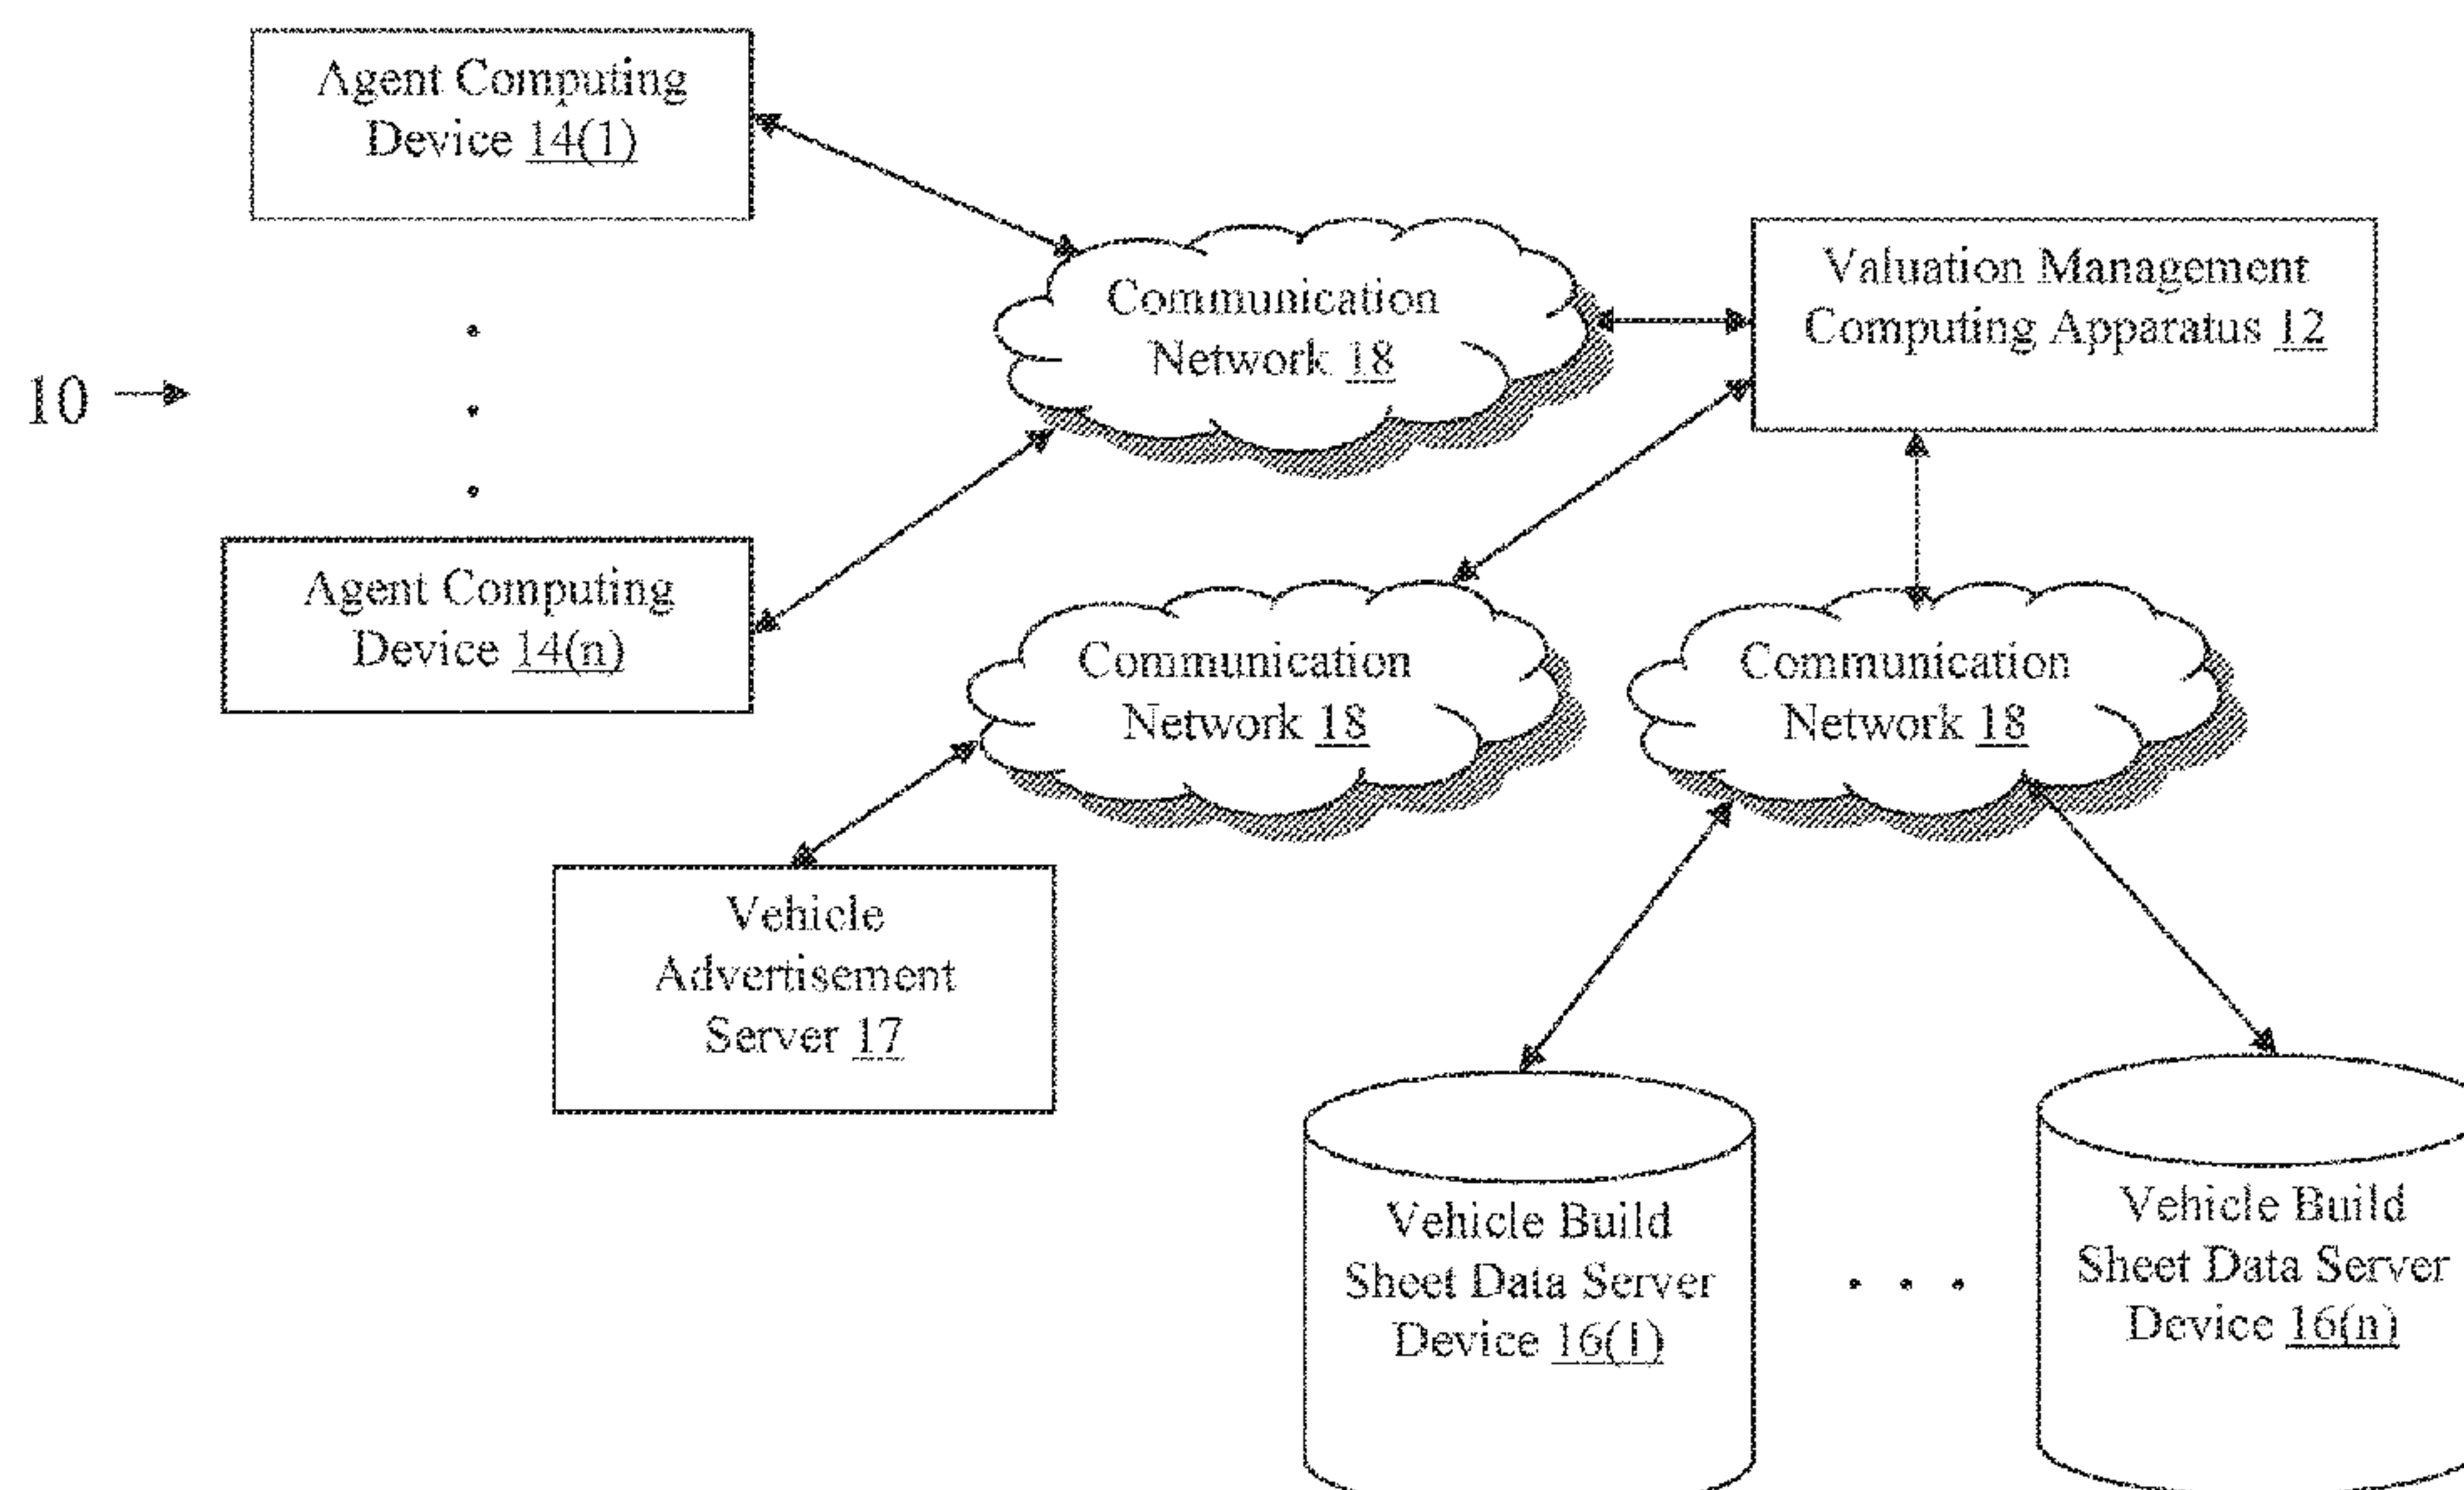 Agent Computing
Device 14(1)
Communication
Network 18
Valuation Management
Computing Apparatus 12
10
Agent Computing
Device 14(n)
Communication
Network 18
Communication
Network 18
Vehicle
Advertisement
Server 17
Vehicle Build
Sheet Data Server
Device 16(1)
Vehicle Build
Sheet Data Server
Device 16(n)